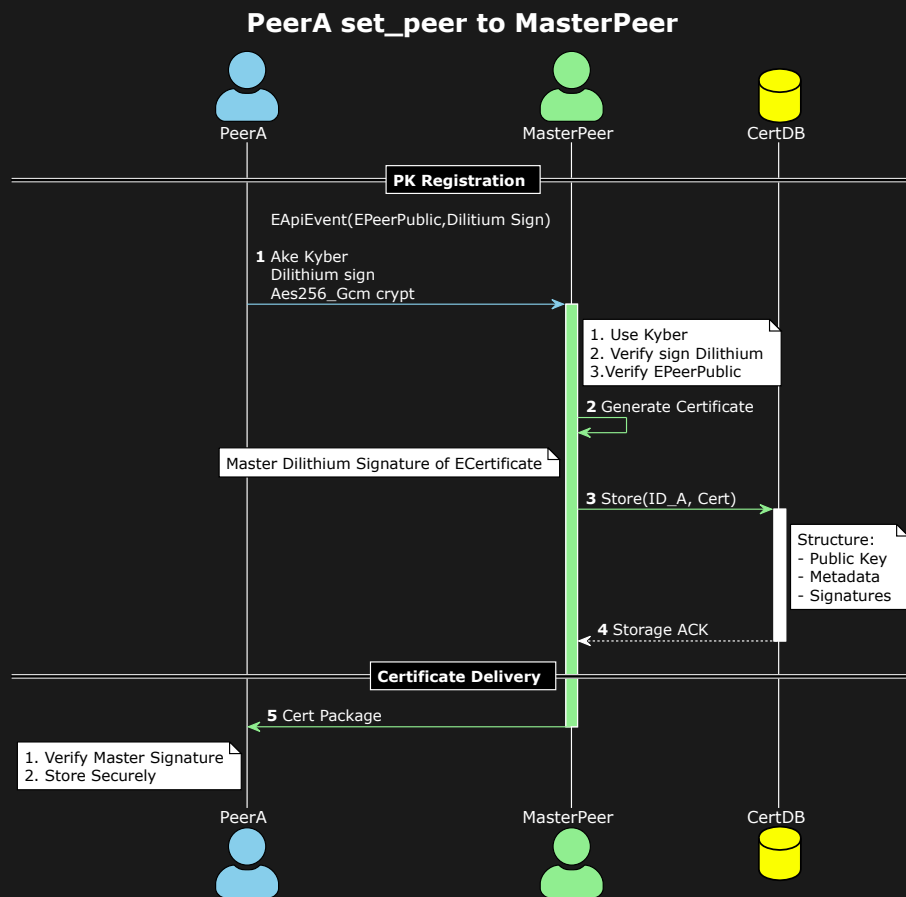 PeerA set_peer to MasterPeer
PeerA
MasterPeer
CertDB
PK Registration
EApiEvent(EPeerPublic,Dilitium Sign)
1 Ake Kyber
Dilithium sign
Aes256_Gcm crypt
1. Use Kyber
2. Verify sign Dilithium
3.Verify EPeerPublic
2 Generate Certificate
Master Dilithium Signature of ECertificate
3 Store(ID_A, Cert)
Structure:
- Public Key
- Metadata
- Signatures
4 Storage ACK
Certificate Delivery
5 Cert Package
1. Verify Master Signature
2. Store Securely
PeerA
MasterPeer
CertDB